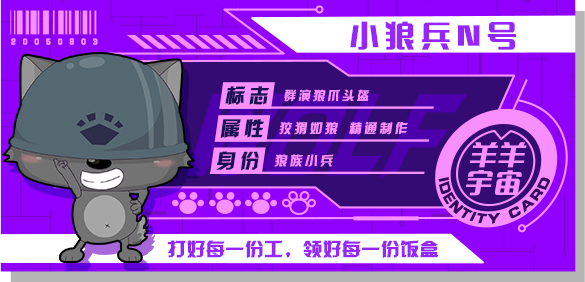 20050803
小狼兵N号
标志 群演狼爪头盔
属性 狡猾如狼 精通制作
身份 狼族小兵
WOLF
羊羊
宇宙
IDENTITY CARD
打好每一份工，领好每一份饭盒